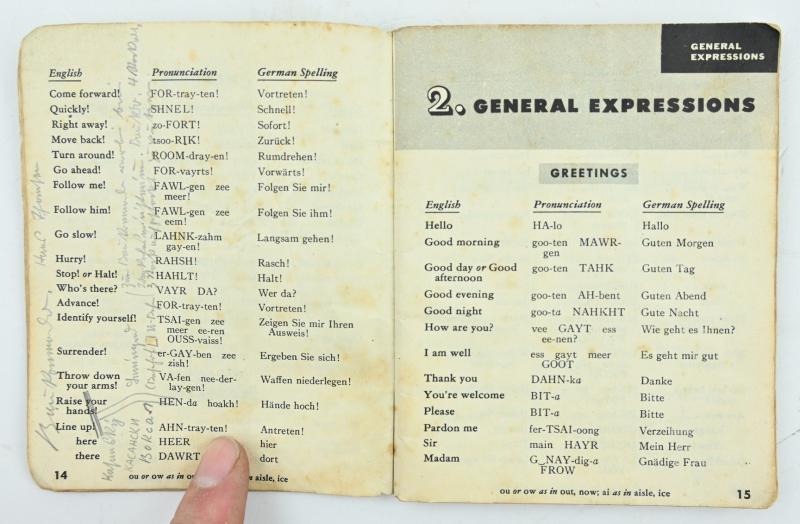 English Pronunciation German Spelling
Come forward! FOR-tray-ten! Vortreten!
Quickly! SHNEL! Schnell!
Right away! zo-FORT! Sofort!
Move back! tsoo-RIK! Zurück!
Turn around! ROOM-dray-en! Rumdrehen!
Go ahead! FOR-vayrts! Vorwärts!
Follow me! FAWL-gen zee Folgen Sie mir!
meer!
Follow him! FAWL-gen zee Folgen Sie ihm!
eem!
Go slow! LAHNK-zahm Langsam gehen!
gay-en!
Hurry! RAHSH! Rasch!
Stop! or Halt! HAHLT! Halt!
Who's there? VAYR DA? Wer da?
Advance! FOR-tray-ten! Vortreten!
Identify yourself! TSAI-gen zee Zeigen Sie mir Ihren
meer ee-ren Ausweis!
OUSS-vaiss!
Surrender! er-GAY-ben zee Ergeben Sie sich!
zish!
Throw down VA-fen nee-der- Waffen niederlegen!
your arms! lay-gen!
Raise your HEN-da hoakh! Hände hoch!
hands!
Line up! AHN-tray-ten! Antreten!
here HEER hier
there DAWRT dort
14 ou or ow as in in aisle, ice
GENERAL
EXPRESSIONS
2. GENERAL EXPRESSIONS
GREETINGS
English Pronunciation German Spelling
Hello HA-lo Hallo
Good morning goo-ten MAWR- Guten Morgen
gen
Good day or Good goo-ten TAHK Guten Tag
afternoon
Good evening goo-ten AH-bent Guten Abend
Good night goo-ta NAHKHT Gute Nacht
How are you? vee GAYT ess Wie geht es Ihnen?
ee-nen?
I am well ess gayt meer Es geht mir gut
GOOT
Thank you DAHN-ka Danke
You're welcome BIT-a Bitte
Please BIT-a Bitte
Pardon me fer-TSAI-oong Verzeihung
Sir main HAYR Mein Herr
Madam G_NAY-dig-a Gnädige Frau
FROW
ou or ow as in out, now; ai as in aisle, ice 15